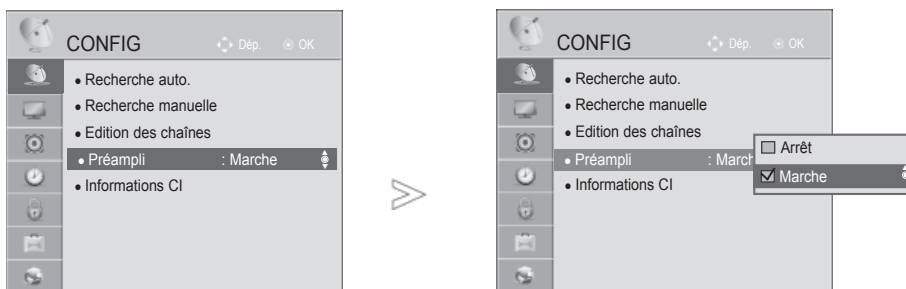 CONFIG Dép. OK
• Recherche auto.
• Recherche manuelle
• Edition des chaînes
• Préampli : Marche
• Informations CI
CONFIG Dép. OK
• Recherche auto.
• Recherche manuelle
• Edition des chaînes
• Préampli : March
• Informations CI
Arrêt
Marche